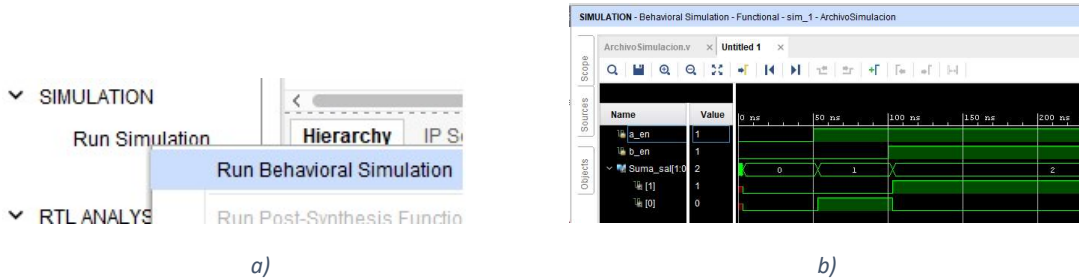 SIMULATION
Run Simulation
Hierarchy IP S
Run Behavioral Simulation
RTL ANALYS
Run Post-Synthesis Functio
a)
SIMULATION - Behavioral Simulation - Functional - sim_1 - ArchivoSimulacion
Scope
Sources
Objects
ArchivoSimulacion.v × Untitled 1 ×
Name Value
0 ns 50 ns 100 ns 150 ns 200 ns
a_en 1
b_en 1
Suma_sal[1:0 2 0 1 2
[1] 1
[0] 0
b)